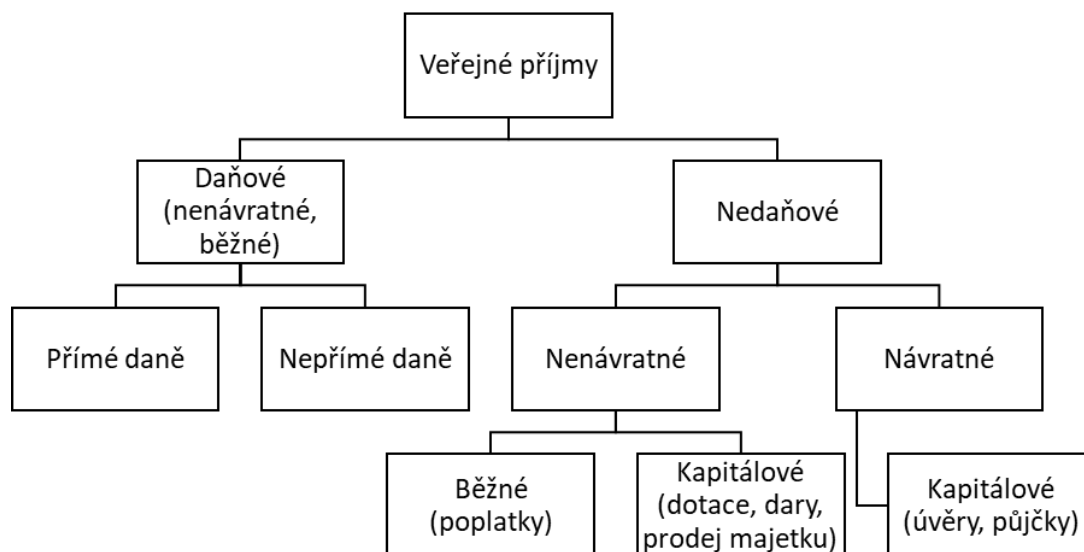 Veřejné příjmy
Daňové
(nenávratné,
běžné)
Nedaňové
Přímé daně
Nepřímé daně
Nenávratné
Návratné
Běžné
(poplatky)
Kapitálové
(dotace, dary,
prodej majetku)
Kapitálové
(úvěry, půjčky)